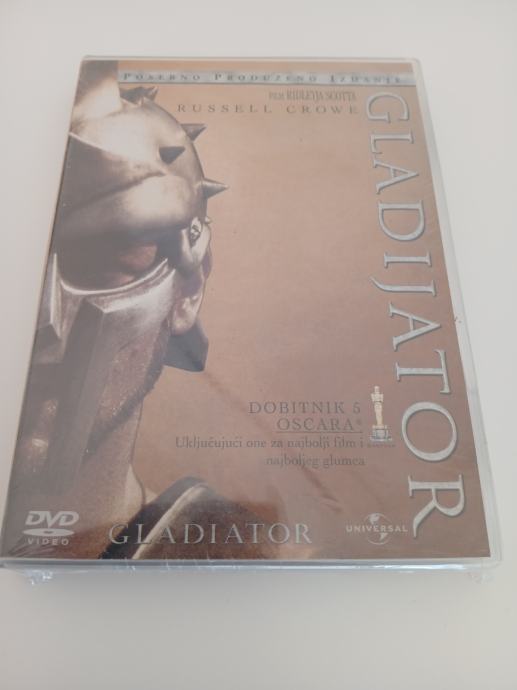 POSEBNO PRODUŽENO IZDANJE
FILM RIDLEYJA SCOTTA
RUSSELL CROWE
GLADIJATOR
DOBITNIK 5
OSCARA®
Uključujući one za najbolji film i
najboljeg glumca
DVD
VIDEO
GLADIATOR
UNIVERSAL